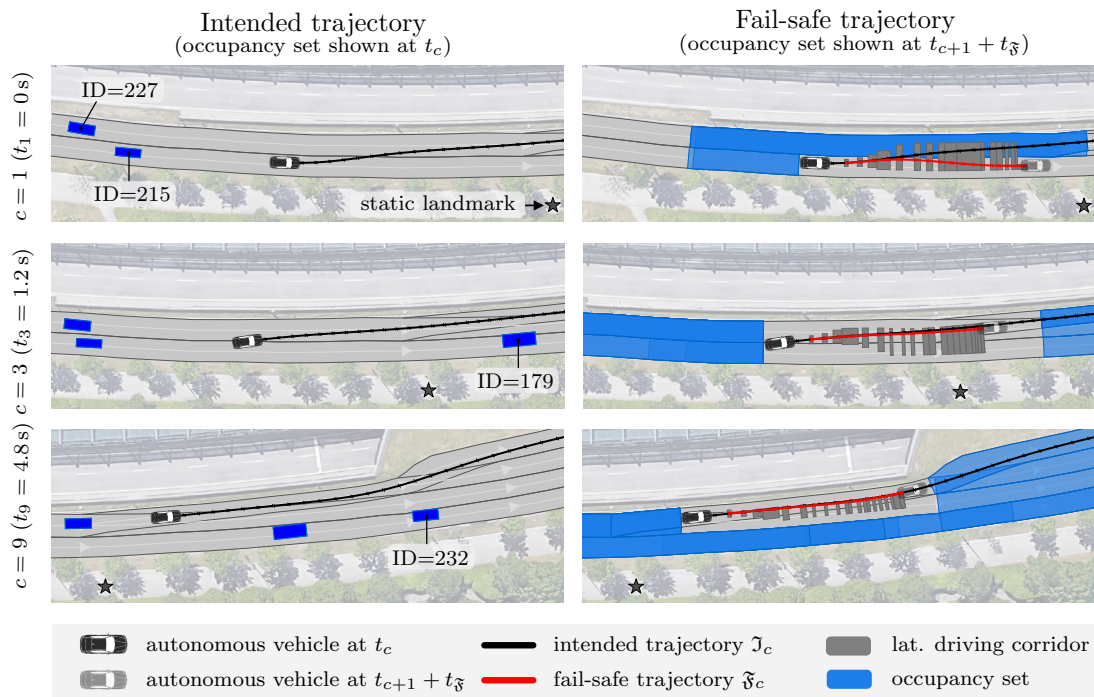 Intended trajectory
(occupancy set shown at t_c)
Fail-safe trajectory
(occupancy set shown at t_{c+1} + t_𝔉)
c = 1 (t_1 = 0 s)
ID=227
ID=215
static landmark
c = 3 (t_3 = 1.2 s)
ID=179
c = 9 (t_9 = 4.8 s)
ID=232
autonomous vehicle at t_c
intended trajectory ℑ_c
lat. driving corridor
autonomous vehicle at t_{c+1} + t_𝔉
fail-safe trajectory 𝔉_c
occupancy set